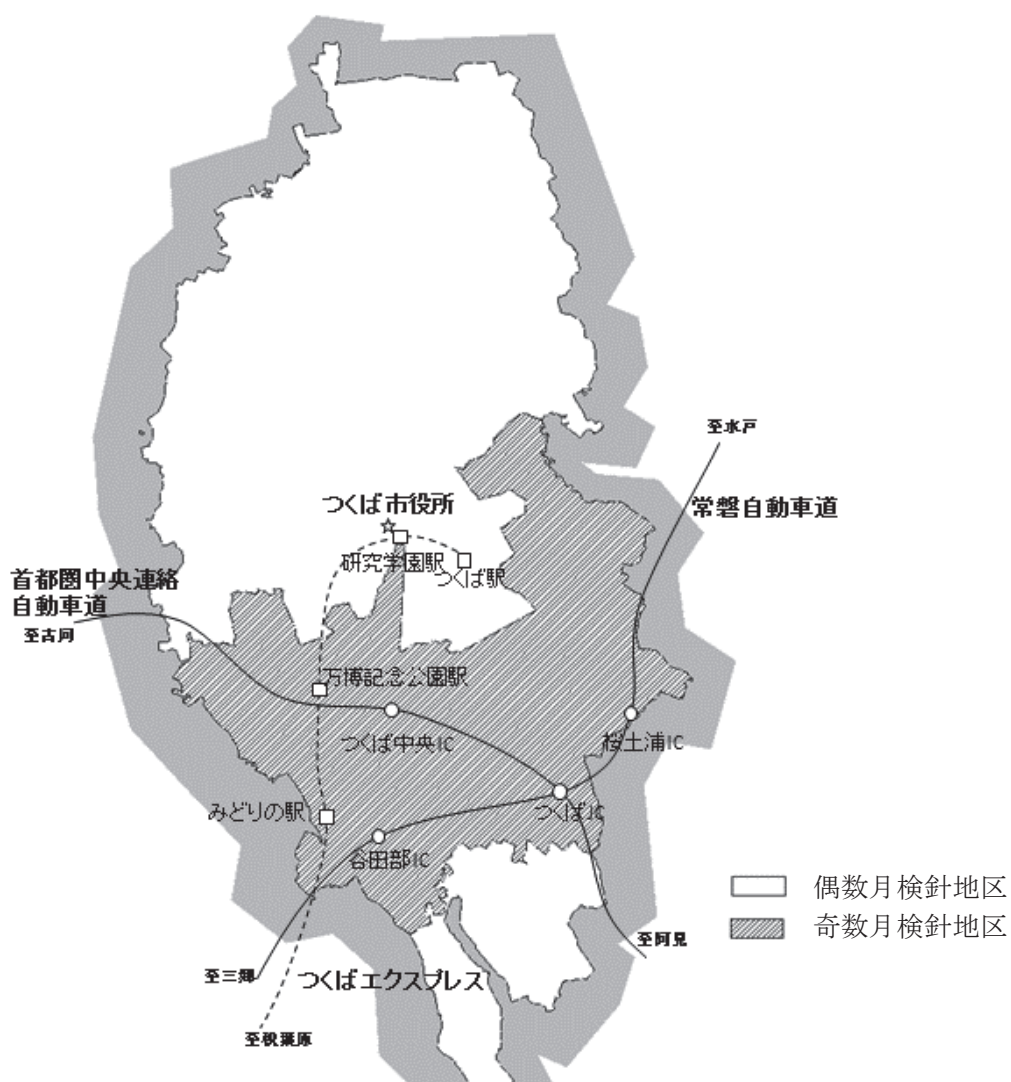 至水戸
つくば市役所
常磐自動車道
研究学園駅
つくば駅
首都圏中央連絡
自動車道
至古河
万博記念公園駅
つくば中央IC
桜土浦IC
みどりの駅
つくばJC
谷田部IC
偶数月検針地区
奇数月検針地区
至阿見
至三郷
つくばエクスプレス
至秋葉原